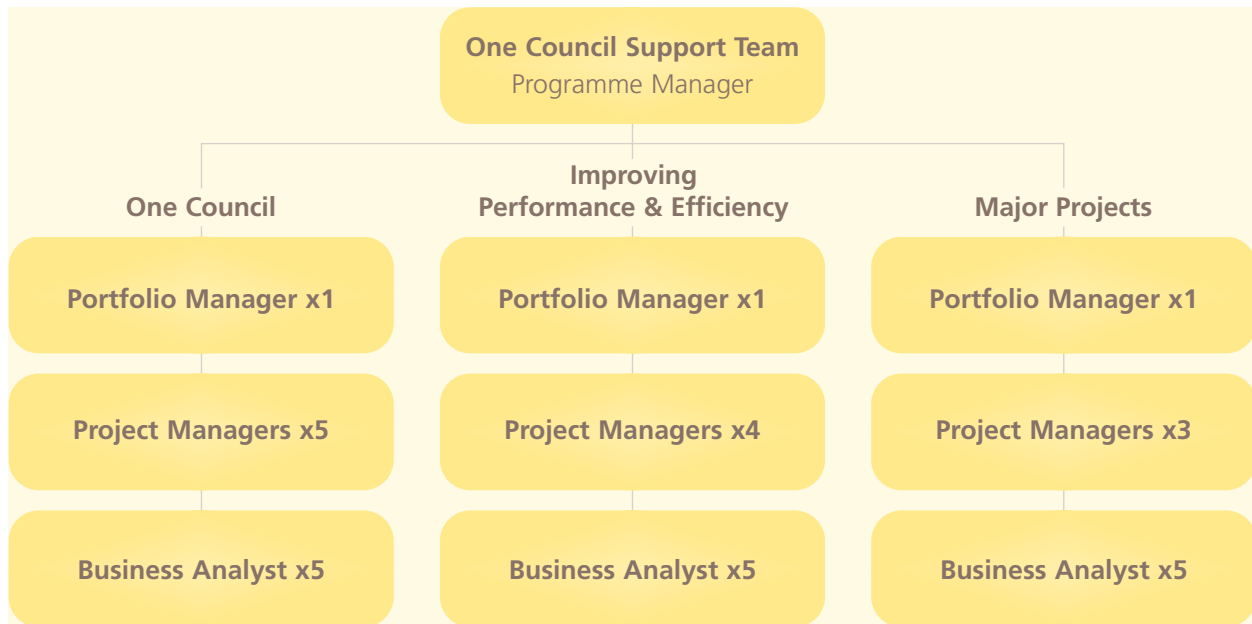 One Council Support Team
Programme Manager
One Council
Improving
Performance & Efficiency
Major Projects
Portfolio Manager x1
Portfolio Manager x1
Portfolio Manager x1
Project Managers x5
Project Managers x4
Project Managers x3
Business Analyst x5
Business Analyst x5
Business Analyst x5